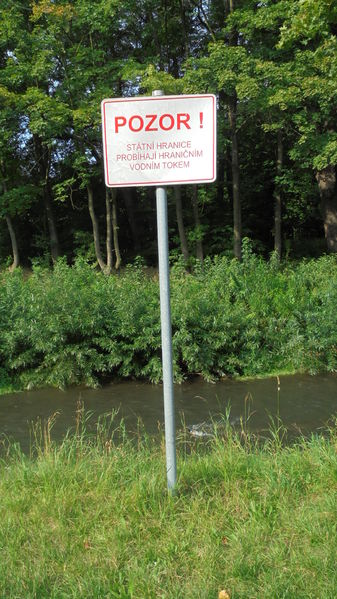 POZOR !
STÁTNÍ HRANICE
PROBÍHAJÍ HRANIČNÍM
VODNÍM TOKEM